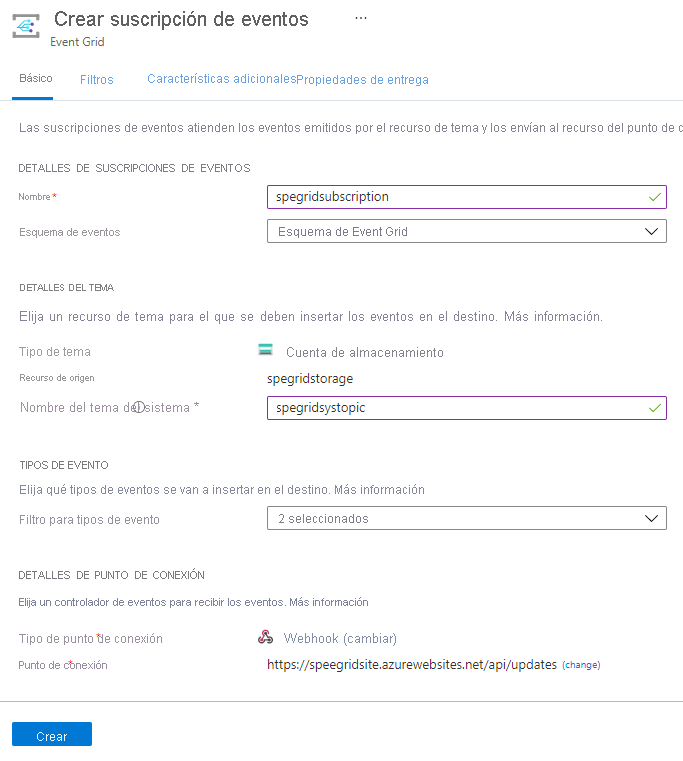 Crear suscripción de eventos ...
Event Grid
Básico Filtros Características adicionales Propiedades de entrega
Las suscripciones de eventos atienden los eventos emitidos por el recurso de tema y los envían al recurso del punto de c
DETALLES DE SUSCRIPCIONES DE EVENTOS
Nombre * spegridsubscription
Esquema de eventos Esquema de Event Grid
DETALLES DEL TEMA
Elija un recurso de tema para el que se deben insertar los eventos en el destino. Más información.
Tipo de tema Cuenta de almacenamiento
Recurso de origen spegridstorage
Nombre del tema del sistema * spegridsystopic
TIPOS DE EVENTO
Elija qué tipos de eventos se van a insertar en el destino. Más información
Filtro para tipos de evento 2 seleccionados
DETALLES DE PUNTO DE CONEXIÓN
Elija un controlador de eventos para recibir los eventos. Más información
Tipo de punto de conexión * Webhook (cambiar)
Punto de conexión * https://speegridsite.azurewebsites.net/api/updates (change)
Crear